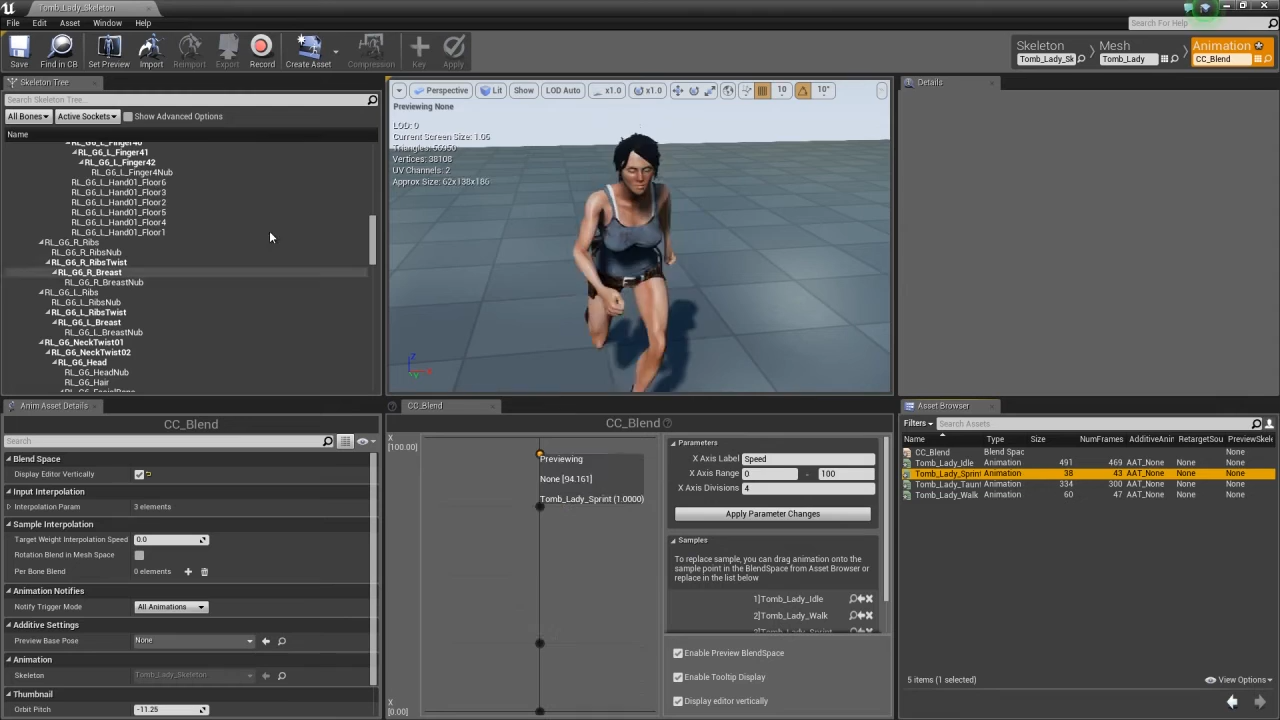 Tomb_Lady_Skeleton
File Edit Asset Window Help
Search For Help
Save Find in CB Set Preview Import Reimport Export Record Create Asset Compression Key Apply
Skeleton Mesh Animation
Tomb_Lady_Sk Tomb_Lady CC_Blend
Skeleton Tree
Search Skeleton Tree...
All Bones Active Sockets Show Advanced Options
Name
RL_G6_L_Finger40
RL_G6_L_Finger41
RL_G6_L_Finger42
RL_G6_L_Finger4Nub
RL_G6_L_Hand01_Floor6
RL_G6_L_Hand01_Floor3
RL_G6_L_Hand01_Floor2
RL_G6_L_Hand01_Floor5
RL_G6_L_Hand01_Floor4
RL_G6_L_Hand01_Floor1
RL_G6_R_Ribs
RL_G6_R_RibsNub
RL_G6_R_RibsTwist
RL_G6_R_Breast
RL_G6_R_BreastNub
RL_G6_L_Ribs
RL_G6_L_RibsNub
RL_G6_L_RibsTwist
RL_G6_L_Breast
RL_G6_L_BreastNub
RL_G6_NeckTwist01
RL_G6_NeckTwist02
RL_G6_Head
RL_G6_HeadNub
RL_G6_Hair
RL_G6_FacialBone
Perspective Lit Show LOD Auto x1.0 x1.0 10 10°
Previewing None
LOD: 0
Current Screen Size: 1.06
Triangles: 50950
Vertices: 38108
UV Channels: 2
Approx Size: 62x138x186
Z
Y
Details
Anim Asset Details
CC_Blend
Search
Blend Space
Display Editor Vertically
Input Interpolation
Interpolation Param 3 elements
Sample Interpolation
Target Weight Interpolation Speed 0.0
Rotation Blend in Mesh Space
Per Bone Blend 0 elements
Animation Notifies
Notify Trigger Mode All Animations
Additive Settings
Preview Base Pose None
Animation
Skeleton Tomb_Lady_Skeleton
Thumbnail
Orbit Pitch -11.25
CC_Blend
CC_Blend
X
[100.00]
Previewing
None [94.161]
Tomb_Lady_Sprint (1.0000)
X
[0.00]
Parameters
X Axis Label Speed
X Axis Range 0 - 100
X Axis Divisions 4
Apply Parameter Changes
Samples
To replace sample, you can drag animation onto the
sample point in the BlendSpace from Asset Browser or
replace in the list below
1]Tomb_Lady_Idle
2]Tomb_Lady_Walk
3]Tomb_Lady_Sprint
Enable Preview BlendSpace
Enable Tooltip Display
Display editor vertically
Asset Browser
Filters Search Assets
Name Type Size NumFrames AdditiveAnin RetargetSou PreviewSkele
CC_Blend Blend Spac None
Tomb_Lady_Idle Animation 491 469 AAT_None None None
Tomb_Lady_Sprint Animation 38 43 AAT_None None None
Tomb_Lady_Taun Animation 334 300 AAT_None None None
Tomb_Lady_Walk Animation 60 47 AAT_None None None
5 items (1 selected) View Options